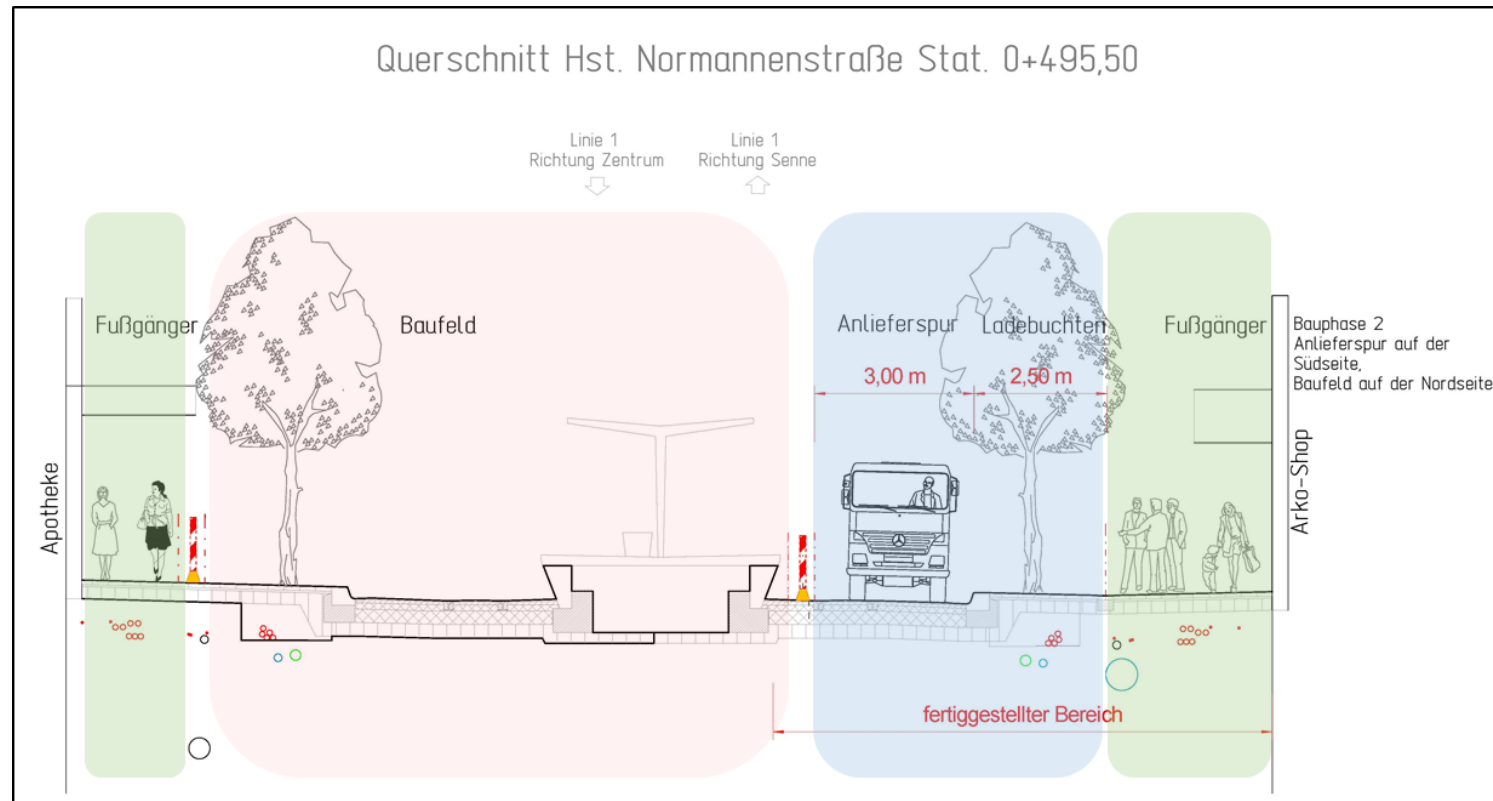 Querschnitt Hst. Normannenstraße Stat. 0+495,50
Linie 1
Richtung Zentrum
Linie 1
Richtung Senne
Fußgänger
Baufeld
Anlieferspur
Ladebuchten
Fußgänger
Bauphase 2
Anlieferspur auf der
Südseite,
Baufeld auf der Nordseite
3,00 m
2,50 m
Apotheke
Arko-Shop
fertiggestellter Bereich